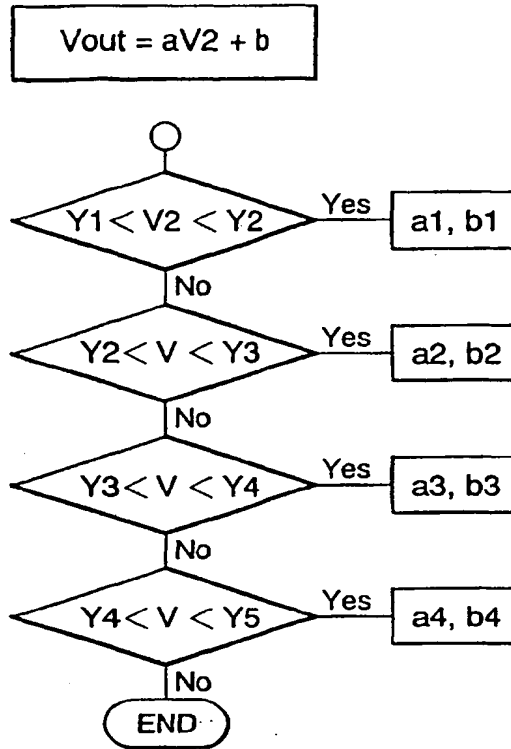 Vout = aV2 + b
Y1 < V2 < Y2
Yes
a1, b1
No
Y2 < V < Y3
Yes
a2, b2
No
Y3 < V < Y4
Yes
a3, b3
No
Y4 < V < Y5
Yes
a4, b4
No
END